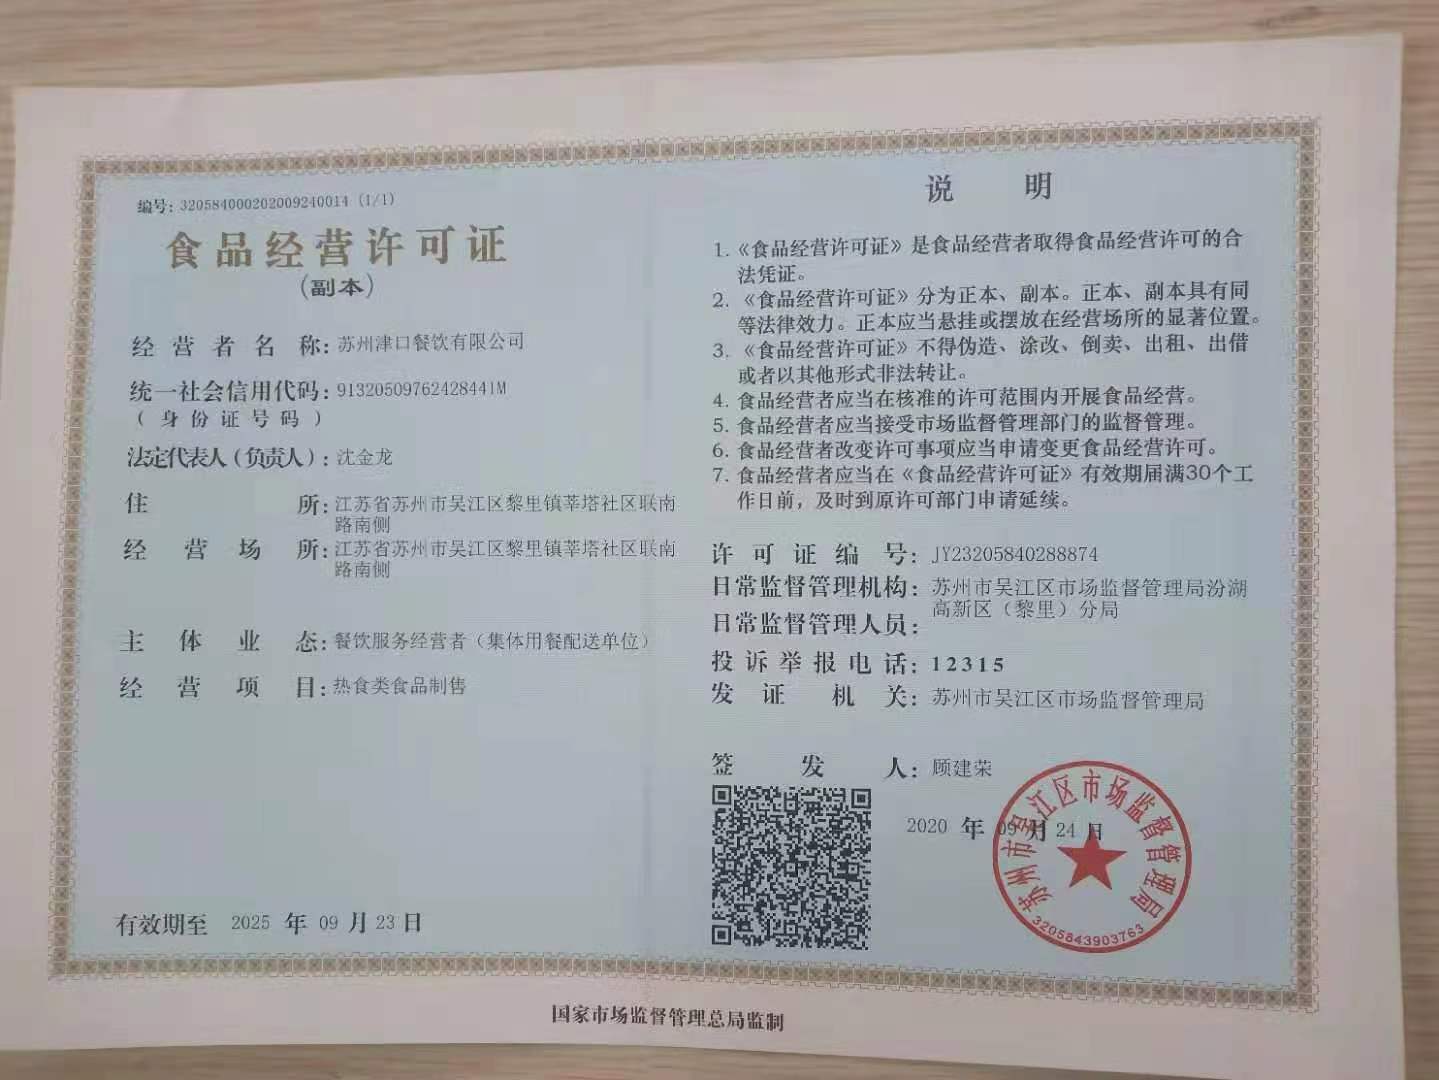 编号: 320584000202009240014 (1/1)
食品经营许可证
(副本)
经营者名称: 苏州津口餐饮有限公司
统一社会信用代码: 91320509762428441M
(身份证号码)
法定代表人(负责人): 沈金龙
住所: 江苏省苏州市吴江区黎里镇莘塔社区联南
路南侧
经营场所: 江苏省苏州市吴江区黎里镇莘塔社区联南
路南侧
主体业态: 餐饮服务经营者(集体用餐配送单位)
经营项目: 热食类食品制售
有效期至 2025 年 09 月 23 日
说明
1.《食品经营许可证》是食品经营者取得食品经营许可的合
法凭证。
2.《食品经营许可证》分为正本、副本。正本、副本具有同
等法律效力。正本应当悬挂或摆放在经营场所的显著位置。
3.《食品经营许可证》不得伪造、涂改、倒卖、出租、出借
或者以其他形式非法转让。
4. 食品经营者应当在核准的许可范围内开展食品经营。
5. 食品经营者应当接受市场监督管理部门的监督管理。
6. 食品经营者改变许可事项应当申请变更食品经营许可。
7. 食品经营者应当在《食品经营许可证》有效期届满30个工
作日前,及时到原许可部门申请延续。
许可证编号: JY23205840288874
日常监督管理机构: 苏州市吴江区市场监督管理局汾湖
高新区(黎里)分局
日常监督管理人员:
投诉举报电话: 12315
发证机关: 苏州市吴江区市场监督管理局
签发人: 顾建荣
2020 年 09 月 24 日
苏州市吴江区市场监督管理局
3205843903763
国家市场监督管理总局监制